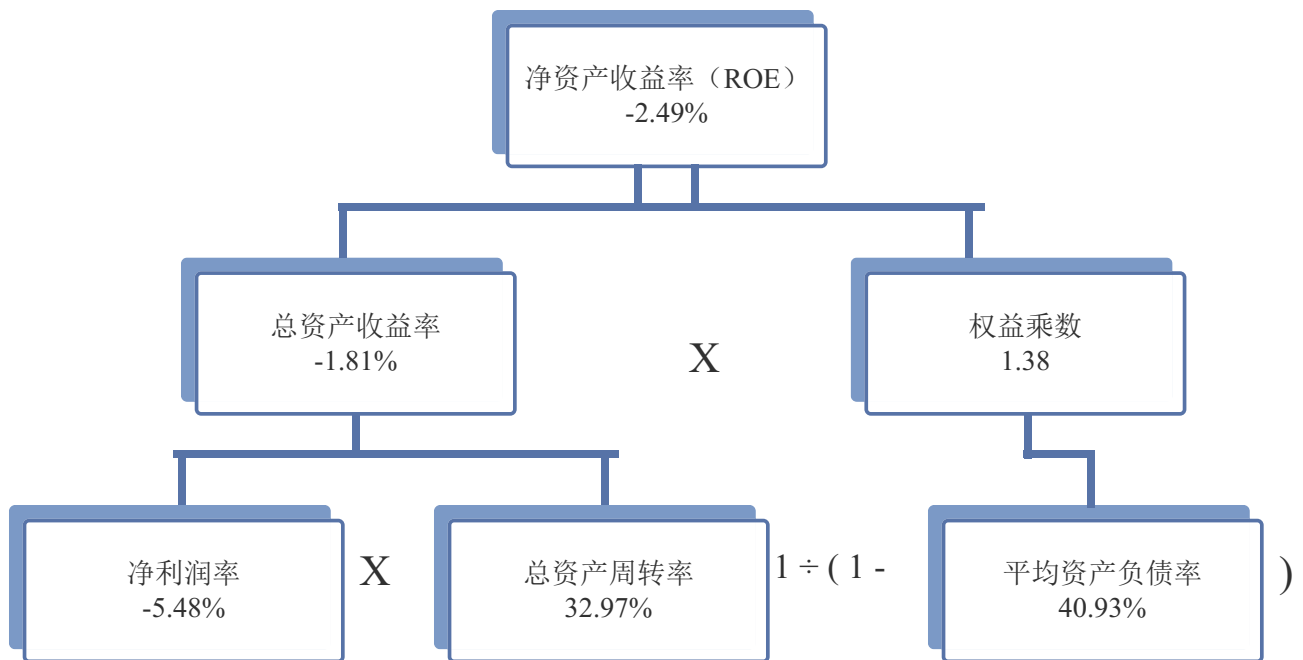 净资产收益率（ROE）
-2.49%
总资产收益率
-1.81%
X
权益乘数
1.38
净利润率
-5.48%
X
总资产周转率
32.97%
1 ÷ ( 1 -
平均资产负债率
40.93%
)